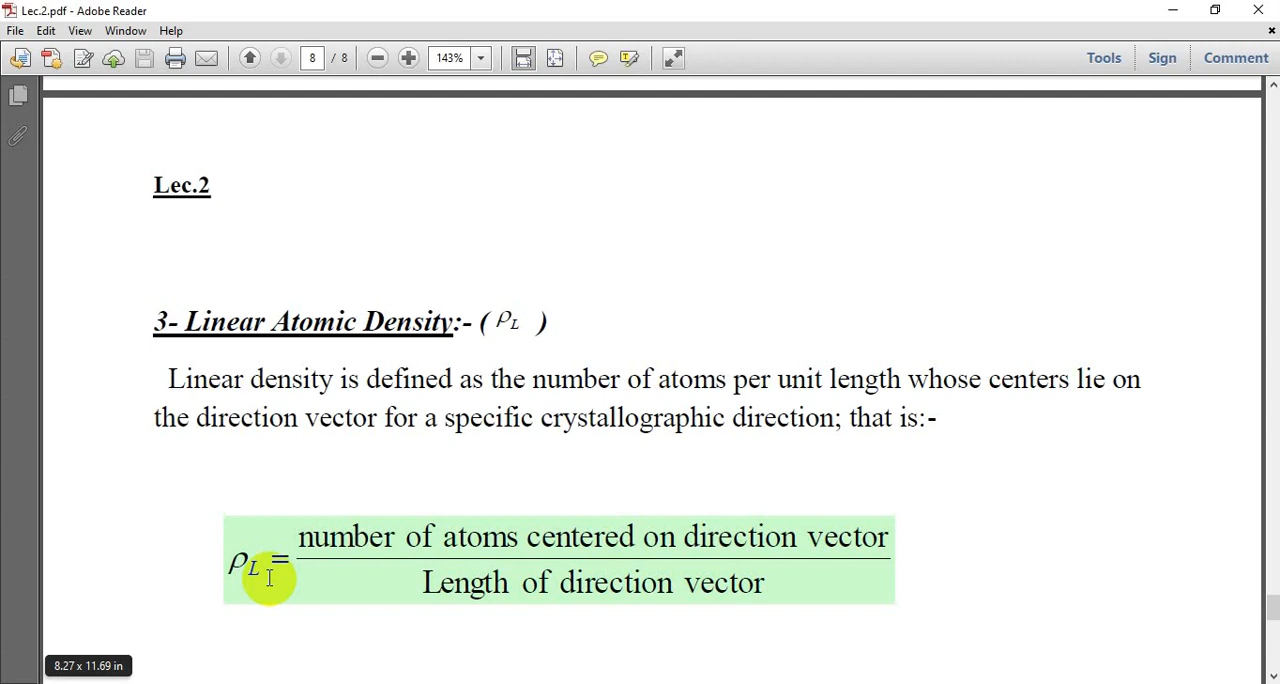 Lec.2.pdf - Adobe Reader
File Edit View Window Help
8 / 8 143% Tools Sign Comment
Lec.2
3- Linear Atomic Density:- ( ρL )
Linear density is defined as the number of atoms per unit length whose centers lie on
the direction vector for a specific crystallographic direction; that is:-
number of atoms centered on direction vector
ρL =
Length of direction vector
8.27 x 11.69 in